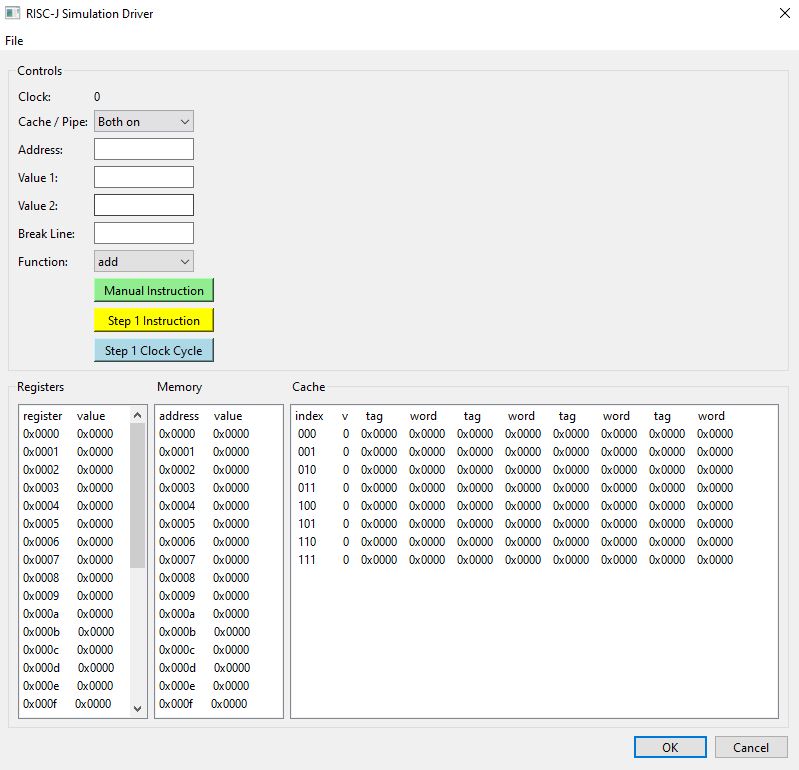 RISC-J Simulation Driver
File
Controls
Clock: 0
Cache / Pipe: Both on
Address:
Value 1:
Value 2:
Break Line:
Function: add
Manual Instruction
Step 1 Instruction
Step 1 Clock Cycle
Registers Memory Cache
register value address value index v tag word tag word tag word tag word
0x0000 0x0000 0x0000 0x0000 000 0 0x0000 0x0000 0x0000 0x0000 0x0000 0x0000 0x0000 0x0000
0x0001 0x0000 0x0001 0x0000 001 0 0x0000 0x0000 0x0000 0x0000 0x0000 0x0000 0x0000 0x0000
0x0002 0x0000 0x0002 0x0000 010 0 0x0000 0x0000 0x0000 0x0000 0x0000 0x0000 0x0000 0x0000
0x0003 0x0000 0x0003 0x0000 011 0 0x0000 0x0000 0x0000 0x0000 0x0000 0x0000 0x0000 0x0000
0x0004 0x0000 0x0004 0x0000 100 0 0x0000 0x0000 0x0000 0x0000 0x0000 0x0000 0x0000 0x0000
0x0005 0x0000 0x0005 0x0000 101 0 0x0000 0x0000 0x0000 0x0000 0x0000 0x0000 0x0000 0x0000
0x0006 0x0000 0x0006 0x0000 110 0 0x0000 0x0000 0x0000 0x0000 0x0000 0x0000 0x0000 0x0000
0x0007 0x0000 0x0007 0x0000 111 0 0x0000 0x0000 0x0000 0x0000 0x0000 0x0000 0x0000 0x0000
0x0008 0x0000 0x0008 0x0000
0x0009 0x0000 0x0009 0x0000
0x000a 0x0000 0x000a 0x0000
0x000b 0x0000 0x000b 0x0000
0x000c 0x0000 0x000c 0x0000
0x000d 0x0000 0x000d 0x0000
0x000e 0x0000 0x000e 0x0000
0x000f 0x0000 0x000f 0x0000
OK Cancel